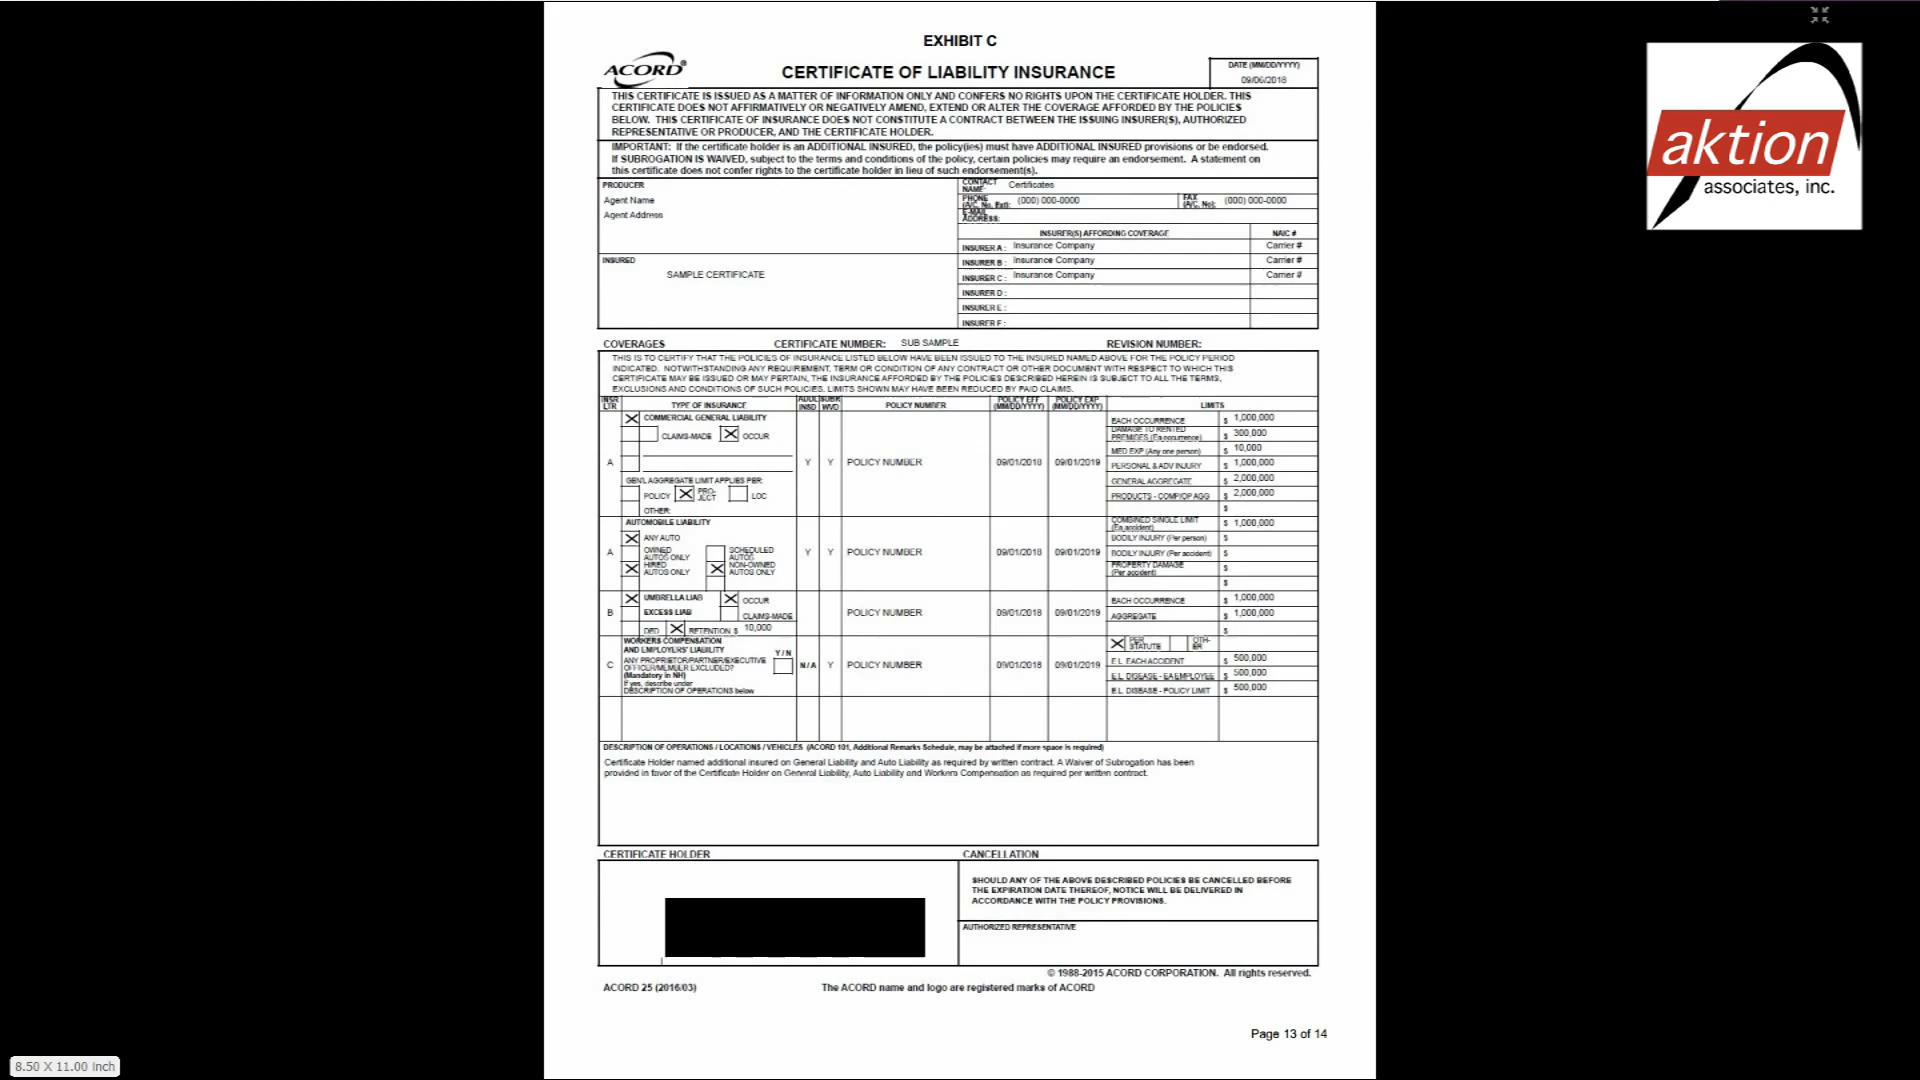 EXHIBIT C
ACORD®
CERTIFICATE OF LIABILITY INSURANCE
DATE (MM/DD/YYYY)
09/06/2018
THIS CERTIFICATE IS ISSUED AS A MATTER OF INFORMATION ONLY AND CONFERS NO RIGHTS UPON THE CERTIFICATE HOLDER. THIS
CERTIFICATE DOES NOT AFFIRMATIVELY OR NEGATIVELY AMEND, EXTEND OR ALTER THE COVERAGE AFFORDED BY THE POLICIES
BELOW. THIS CERTIFICATE OF INSURANCE DOES NOT CONSTITUTE A CONTRACT BETWEEN THE ISSUING INSURER(S), AUTHORIZED
REPRESENTATIVE OR PRODUCER, AND THE CERTIFICATE HOLDER.
IMPORTANT: If the certificate holder is an ADDITIONAL INSURED, the policy(ies) must have ADDITIONAL INSURED provisions or be endorsed.
If SUBROGATION IS WAIVED, subject to the terms and conditions of the policy, certain policies may require an endorsement. A statement on
this certificate does not confer rights to the certificate holder in lieu of such endorsement(s).
PRODUCER
Agent Name
Agent Address
CONTACT NAME: Certificates
PHONE (A/C, No, Ext): (000) 000-0000 FAX (A/C, No): (000) 000-0000
E-MAIL ADDRESS:
INSURER(S) AFFORDING COVERAGE NAIC #
INSURER A : Insurance Company Carrier #
INSURED
SAMPLE CERTIFICATE
INSURER B : Insurance Company Carrier #
INSURER C : Insurance Company Carrier #
INSURER D :
INSURER E :
INSURER F :
COVERAGES CERTIFICATE NUMBER: SUB SAMPLE REVISION NUMBER:
THIS IS TO CERTIFY THAT THE POLICIES OF INSURANCE LISTED BELOW HAVE BEEN ISSUED TO THE INSURED NAMED ABOVE FOR THE POLICY PERIOD
INDICATED. NOTWITHSTANDING ANY REQUIREMENT, TERM OR CONDITION OF ANY CONTRACT OR OTHER DOCUMENT WITH RESPECT TO WHICH THIS
CERTIFICATE MAY BE ISSUED OR MAY PERTAIN, THE INSURANCE AFFORDED BY THE POLICIES DESCRIBED HEREIN IS SUBJECT TO ALL THE TERMS,
EXCLUSIONS AND CONDITIONS OF SUCH POLICIES. LIMITS SHOWN MAY HAVE BEEN REDUCED BY PAID CLAIMS.
INSR LTR TYPE OF INSURANCE ADDL INSD SUBR WVD POLICY NUMBER POLICY EFF (MM/DD/YYYY) POLICY EXP (MM/DD/YYYY) LIMITS
X COMMERCIAL GENERAL LIABILITY
CLAIMS-MADE X OCCUR
A Y Y POLICY NUMBER 09/01/2018 09/01/2019
GEN'L AGGREGATE LIMIT APPLIES PER:
POLICY X PRO-JECT LOC
OTHER:
EACH OCCURRENCE $ 1,000,000
DAMAGE TO RENTED PREMISES (Ea occurrence) $ 300,000
MED EXP (Any one person) $ 10,000
PERSONAL & ADV INJURY $ 1,000,000
GENERAL AGGREGATE $ 2,000,000
PRODUCTS - COMP/OP AGG $ 2,000,000
$
AUTOMOBILE LIABILITY
X ANY AUTO
A OWNED AUTOS ONLY SCHEDULED AUTOS Y Y POLICY NUMBER 09/01/2018 09/01/2019
X HIRED AUTOS ONLY X NON-OWNED AUTOS ONLY
COMBINED SINGLE LIMIT (Ea accident) $ 1,000,000
BODILY INJURY (Per person) $
BODILY INJURY (Per accident) $
PROPERTY DAMAGE (Per accident) $
$
X UMBRELLA LIAB X OCCUR
B EXCESS LIAB CLAIMS-MADE POLICY NUMBER 09/01/2018 09/01/2019
DED X RETENTION $ 10,000
EACH OCCURRENCE $ 1,000,000
AGGREGATE $ 1,000,000
$
WORKERS COMPENSATION
AND EMPLOYERS' LIABILITY Y / N
C ANY PROPRIETOR/PARTNER/EXECUTIVE
OFFICER/MEMBER EXCLUDED?
(Mandatory in NH)
If yes, describe under
DESCRIPTION OF OPERATIONS below
N / A Y POLICY NUMBER 09/01/2018 09/01/2019
X PER STATUTE OTH-ER
E.L. EACH ACCIDENT $ 500,000
E.L. DISEASE - EA EMPLOYEE $ 500,000
E.L. DISEASE - POLICY LIMIT $ 500,000
DESCRIPTION OF OPERATIONS / LOCATIONS / VEHICLES (ACORD 101, Additional Remarks Schedule, may be attached if more space is required)
Certificate Holder named additional insured on General Liability and Auto Liability as required by written contract. A Waiver of Subrogation has been
provided in favor of the Certificate Holder on General Liability, Auto Liability and Workers Compensation as required per written contract.
CERTIFICATE HOLDER
CANCELLATION
SHOULD ANY OF THE ABOVE DESCRIBED POLICIES BE CANCELLED BEFORE
THE EXPIRATION DATE THEREOF, NOTICE WILL BE DELIVERED IN
ACCORDANCE WITH THE POLICY PROVISIONS.
AUTHORIZED REPRESENTATIVE
© 1988-2015 ACORD CORPORATION. All rights reserved.
ACORD 25 (2016/03) The ACORD name and logo are registered marks of ACORD
Page 13 of 14
aktion
associates, inc.
8.50 X 11.00 Inch